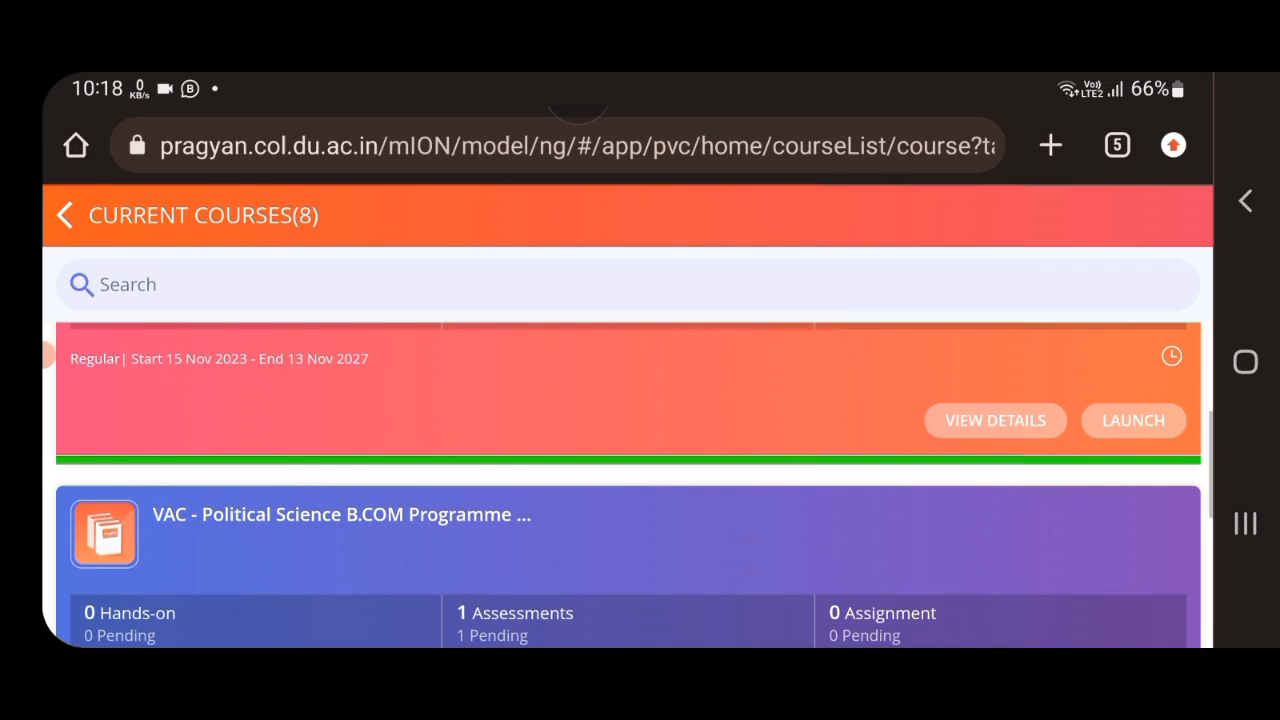 10:18 0 KB/s B Vo)) LTE2 66%
pragyan.col.du.ac.in/mION/model/ng/#/app/pvc/home/courseList/course?ta
5
CURRENT COURSES(8)
Search
Regular| Start 15 Nov 2023 - End 13 Nov 2027
VIEW DETAILS LAUNCH
VAC - Political Science B.COM Programme ...
0 Hands-on 1 Assessments 0 Assignment
0 Pending 1 Pending 0 Pending